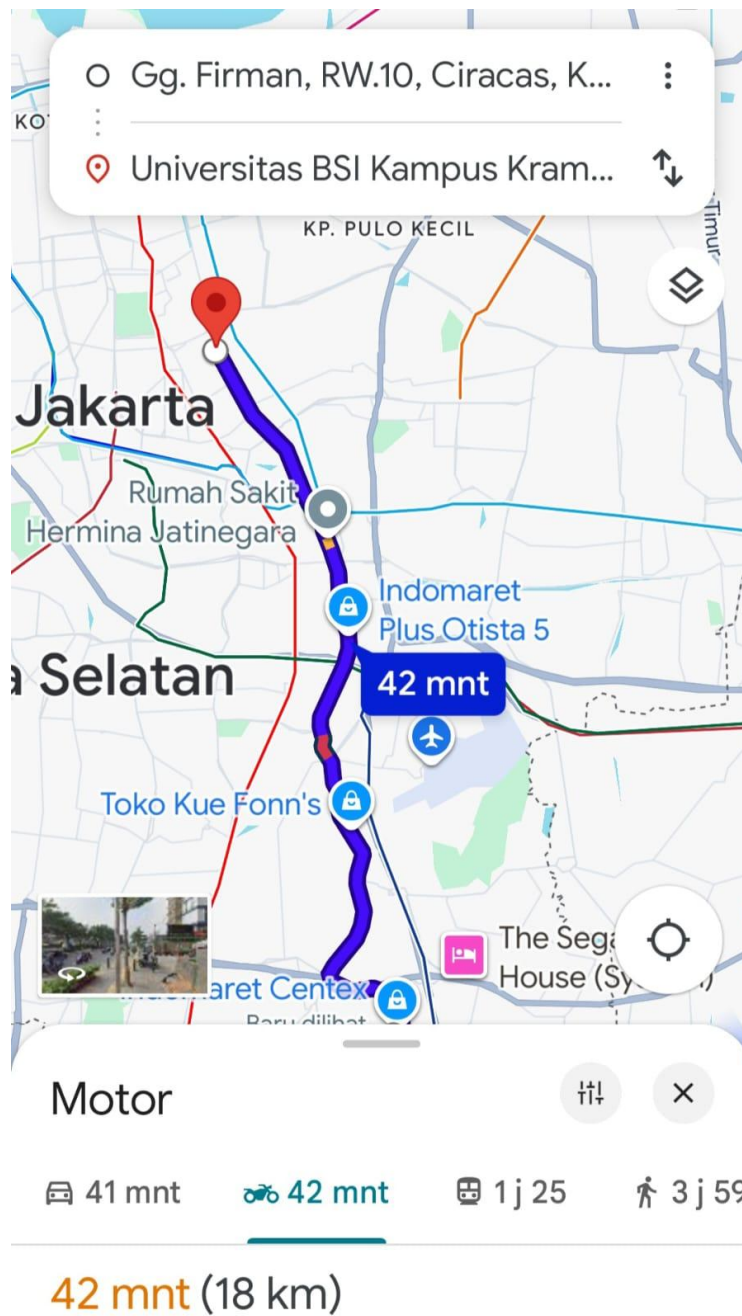 Gg. Firman, RW.10, Ciracas, K...
KO
Universitas BSI Kampus Kram...
Timur
KP. PULO KECIL
Jakarta
Rumah Sakit
Hermina Jatinegara
Indomaret
Plus Otista 5
a Selatan
42 mnt
Toko Kue Fonn's
The Sega
House (Sy
aret Centex
Baru dilihat
Motor
41 mnt
42 mnt
1 j 25
3 j 59
42 mnt (18 km)